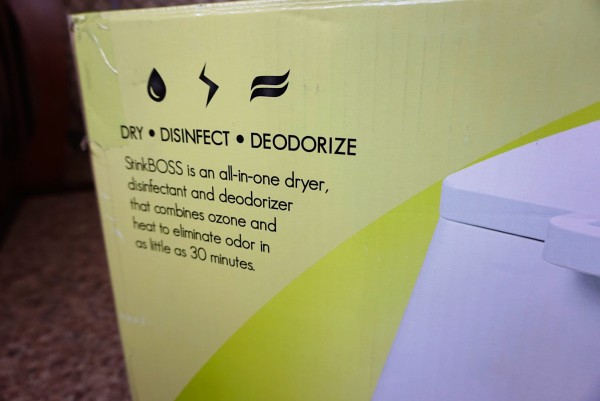 DRY • DISINFECT • DEODORIZE
StinkBOSS is an all-in-one dryer,
disinfectant and deodorizer
that combines ozone and
heat to eliminate odor in
as little as 30 minutes.